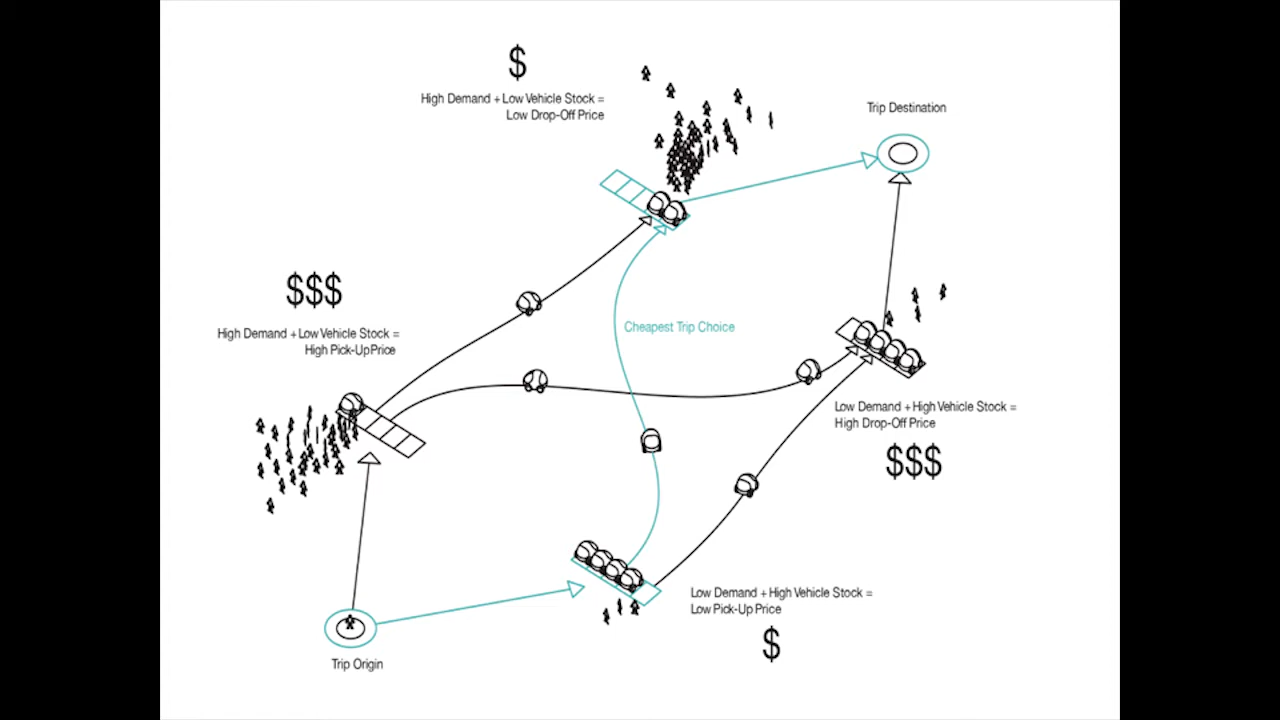 $
High Demand + Low Vehicle Stock =
Low Drop-Off Price
Trip Destination
$$$
High Demand + Low Vehicle Stock =
High Pick-Up Price
Cheapest Trip Choice
Low Demand + High Vehicle Stock =
High Drop-Off Price
$$$
Low Demand + High Vehicle Stock =
Low Pick-Up Price
$
Trip Origin